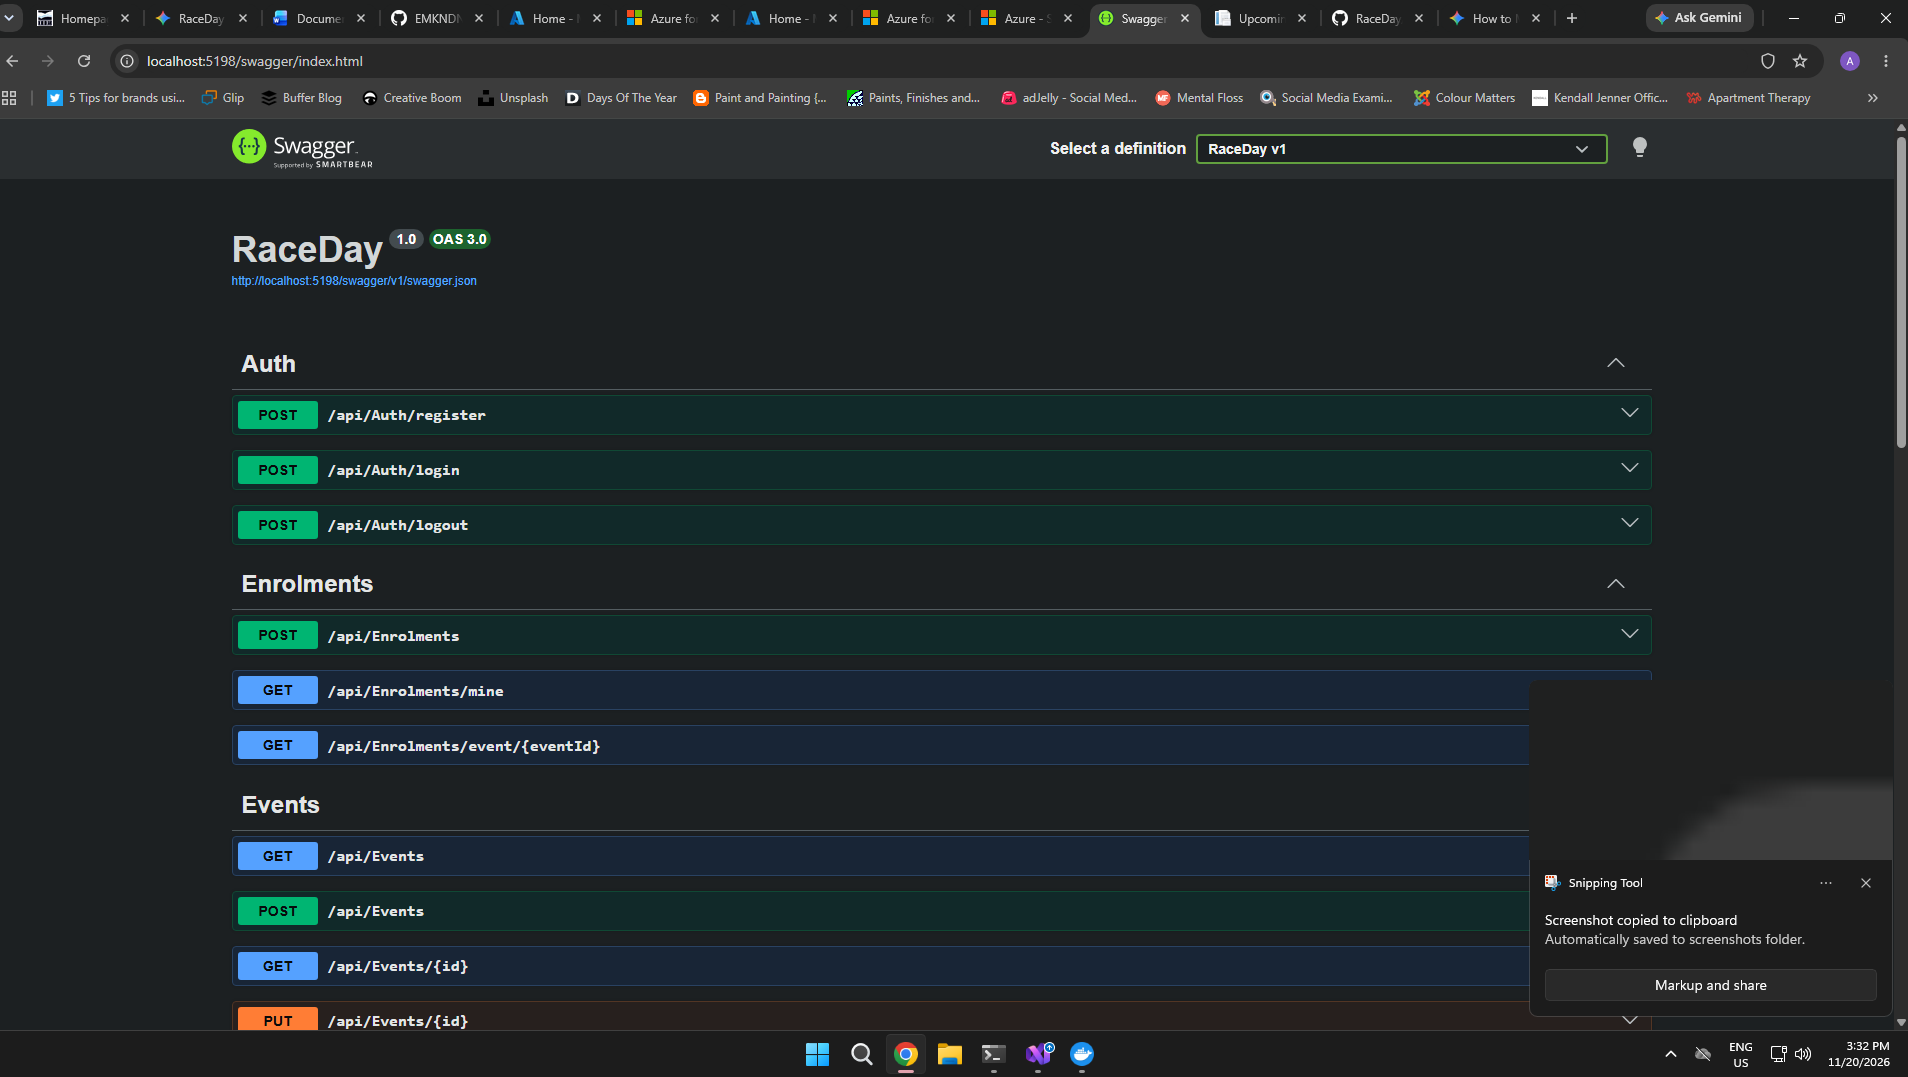 Homepa
RaceDay
Docume
EMKNDI
Home -
Azure fo
Home -
Azure fo
Azure - S
Swagger
Upcomin
RaceDay
How to
Ask Gemini
localhost:5198/swagger/index.html
A
5 Tips for brands usi...
Glip
Buffer Blog
Creative Boom
Unsplash
Days Of The Year
Paint and Painting {...
Paints, Finishes and...
adJelly - Social Med...
Mental Floss
Social Media Exami...
Colour Matters
Kendall Jenner Offic...
Apartment Therapy
Swagger
Supported by SMARTBEAR
Select a definition
RaceDay v1
RaceDay 1.0 OAS 3.0
http://localhost:5198/swagger/v1/swagger.json
Auth
POST /api/Auth/register
POST /api/Auth/login
POST /api/Auth/logout
Enrolments
POST /api/Enrolments
GET /api/Enrolments/mine
GET /api/Enrolments/event/{eventId}
Events
GET /api/Events
POST /api/Events
GET /api/Events/{id}
PUT /api/Events/{id}
Snipping Tool
Screenshot copied to clipboard
Automatically saved to screenshots folder.
Markup and share
ENG
US
3:32 PM
11/20/2026